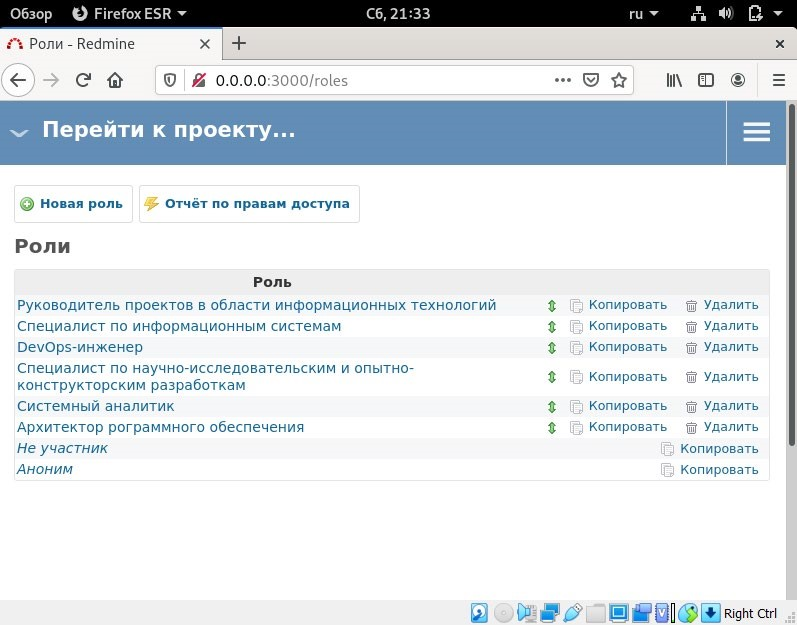 Обзор Firefox ESR Сб, 21:33 ru
Роли - Redmine
0.0.0.0:3000/roles
Перейти к проекту...
Новая роль Отчёт по правам доступа
Роли
Роль
Руководитель проектов в области информационных технологий Копировать Удалить
Специалист по информационным системам Копировать Удалить
DevOps-инженер Копировать Удалить
Специалист по научно-исследовательским и опытно-
конструкторским разработкам Копировать Удалить
Системный аналитик Копировать Удалить
Архитектор рограммного обеспечения Копировать Удалить
Не участник Копировать
Аноним Копировать
Right Ctrl